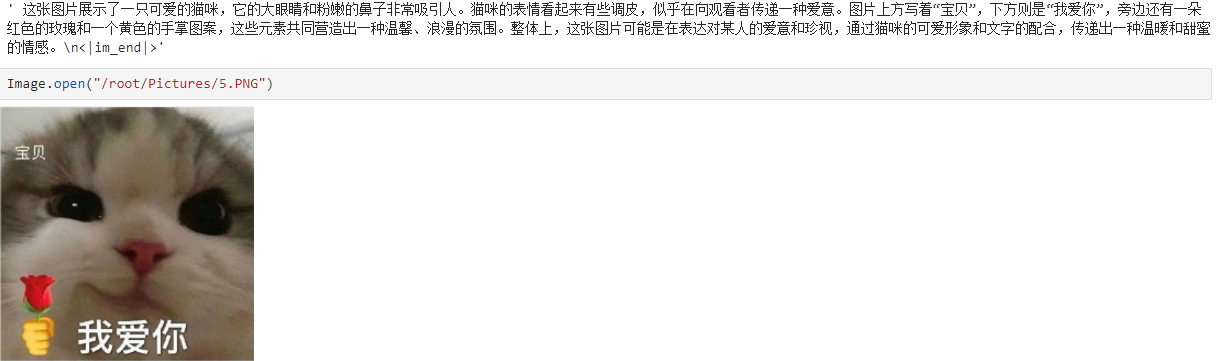 ' 这张图片展示了一只可爱的猫咪，它的大眼睛和粉嫩的鼻子非常吸引人。猫咪的表情看起来有些调皮，似乎在向观看者传递一种爱意。图片上方写着“宝贝”，下方则是“我爱你”，旁边还有一朵
红色的玫瑰和一个黄色的手掌图案，这些元素共同营造出一种温馨、浪漫的氛围。整体上，这张图片可能是在表达对某人的爱意和珍视，通过猫咪的可爱形象和文字的配合，传递出一种温暖和甜蜜
的情感。\n<|im_end|>'
Image.open("/root/Pictures/5.PNG")
宝贝
我爱你